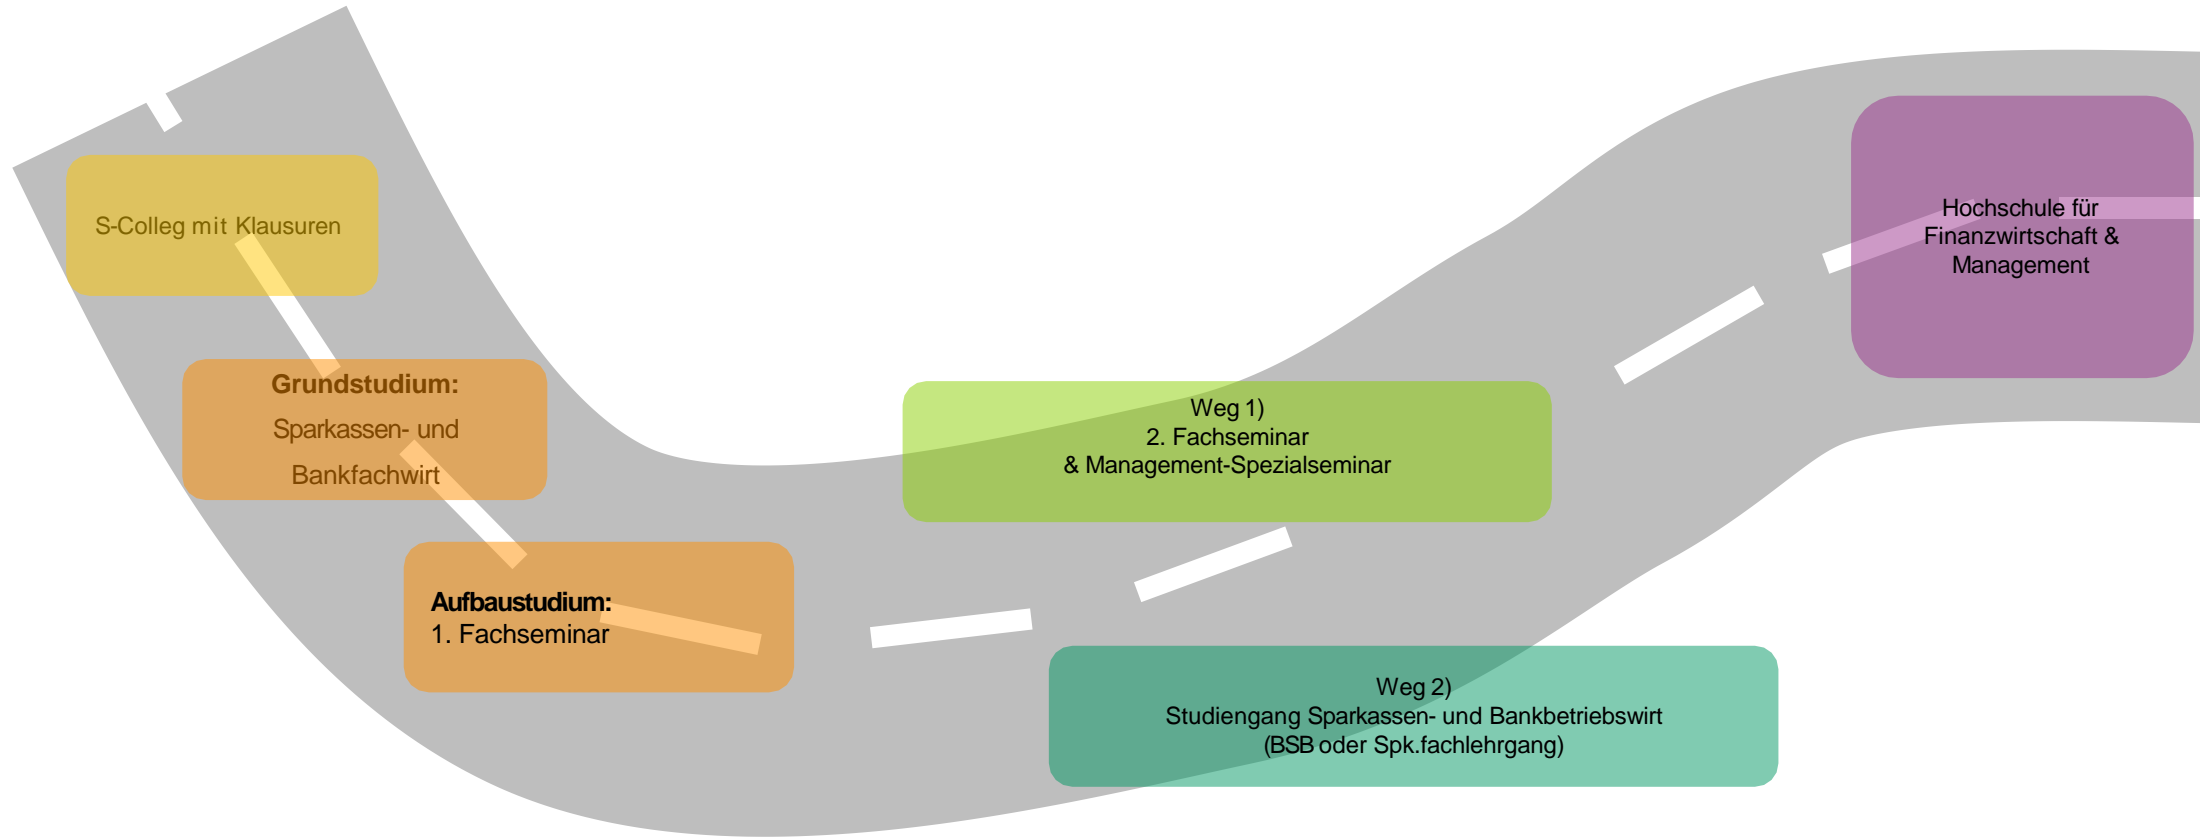 S-Colleg mit Klausuren
Grundstudium:
Sparkassen- und
Bankfachwirt
Aufbaustudium:
1. Fachseminar
Weg 1)
2. Fachseminar
& Management-Spezialseminar
Weg 2)
Studiengang Sparkassen- und Bankbetriebswirt
(BSB oder Spk.fachlehrgang)
Hochschule für
Finanzwirtschaft &
Management